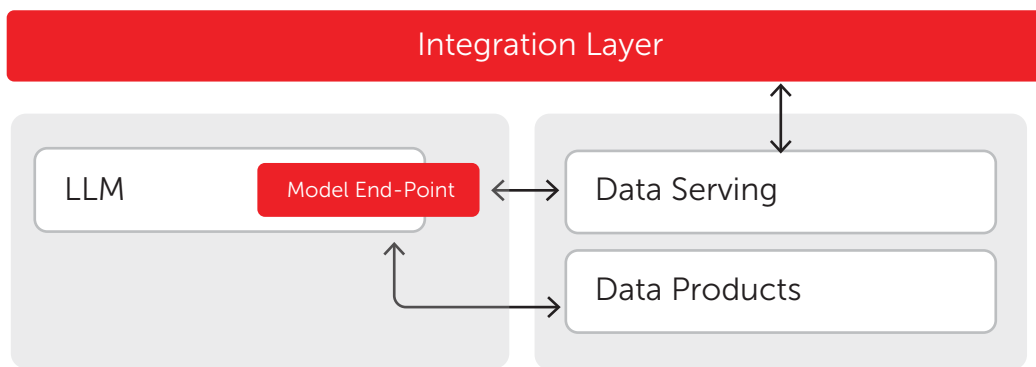 Integration Layer
LLM
Model End-Point
Data Serving
Data Products